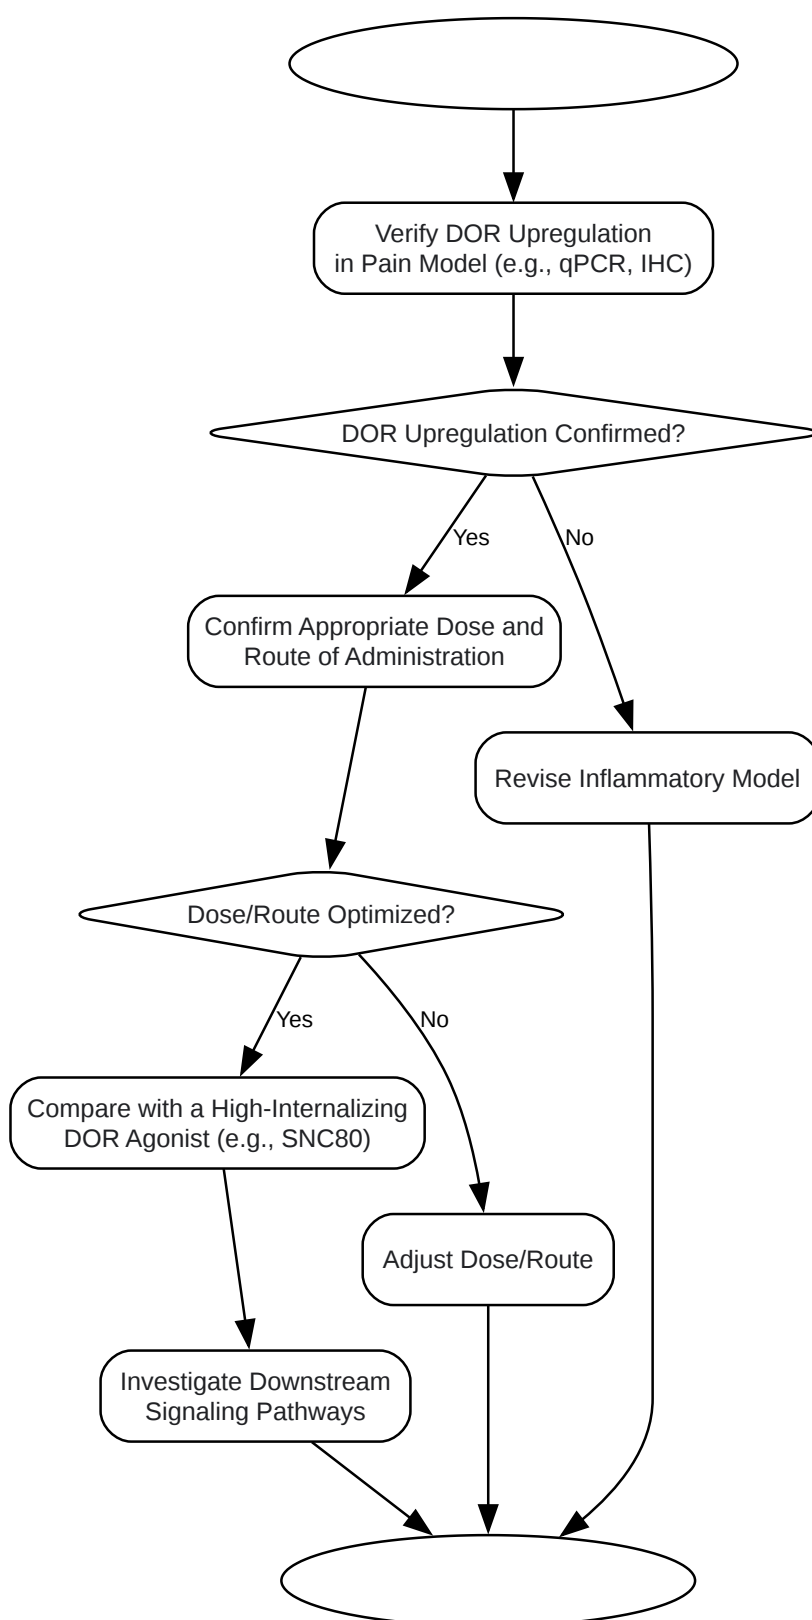 Verify DOR Upregulation
in Pain Model (e.g., qPCR, IHC)
DOR Upregulation Confirmed?
Yes
No
Confirm Appropriate Dose and
Route of Administration
Revise Inflammatory Model
Dose/Route Optimized?
Yes
No
Compare with a High-Internalizing
DOR Agonist (e.g., SNC80)
Adjust Dose/Route
Investigate Downstream
Signaling Pathways